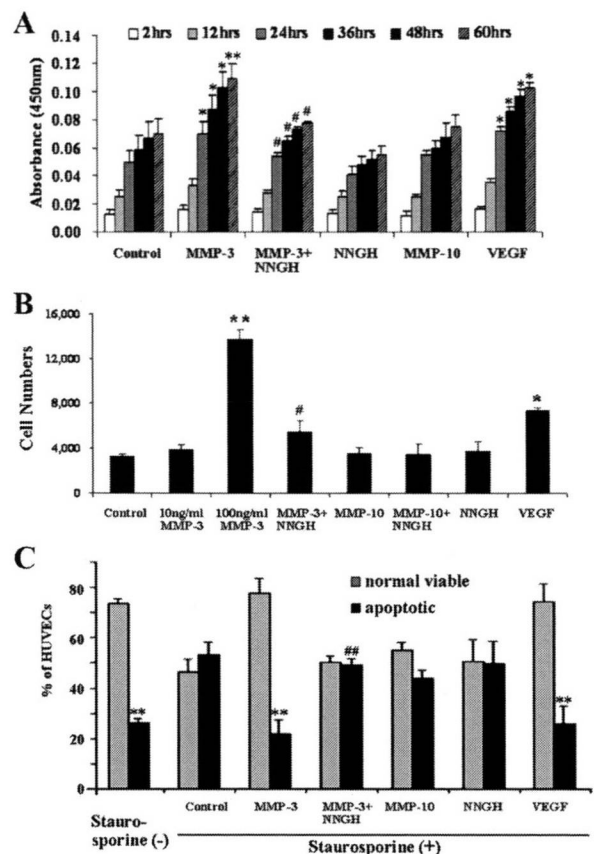 A
2hrs 12hrs 24hrs 36hrs 48hrs 60hrs
Absorbance (450nm)
0.14
0.12
0.10
0.08
0.06
0.04
0.02
0.00
* * * **
# # # #
* * * *
Control MMP-3 MMP-3+ NNGH MMP-10 VEGF
NNGH
B
Cell Numbers
16,000
12,000
8,000
4,000
0
**
#
*
Control 10ng/ml 100ng/ml MMP-3+ MMP-10 MMP-10+ NNGH VEGF
MMP-3 MMP-3 NNGH NNGH
C
normal viable
apoptotic
% of HUVECs
80
60
40
20
0
** ** ## **
Control MMP-3 MMP-3+ MMP-10 NNGH VEGF
NNGH
Stauro-
sporine (-)
Staurosporine (+)